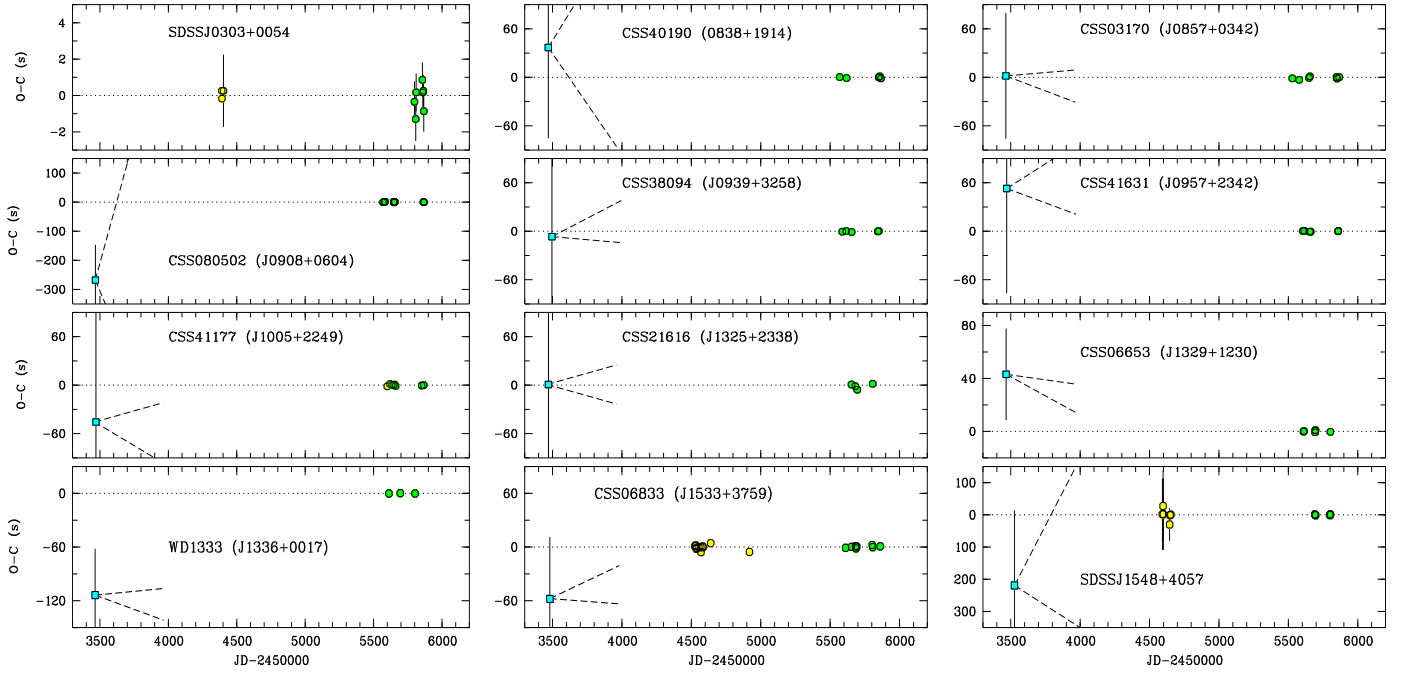 4
2
0
−2
O−C (s)
SDSSJ0303+0054
60
0
−60
CSS40190 (0838+1914)
60
0
−60
CSS03170 (J0857+0342)
100
0
−100
−200
−300
O−C (s)
CSS080502 (J0908+0604)
60
0
−60
CSS38094 (J0939+3258)
60
0
−60
CSS41631 (J0957+2342)
60
0
−60
O−C (s)
CSS41177 (J1005+2249)
60
0
−60
CSS21616 (J1325+2338)
80
40
0
CSS06653 (J1329+1230)
0
−60
−120
O−C (s)
WD1333 (J1336+0017)
3500 4000 4500 5000 5500 6000
JD−2450000
60
0
−60
CSS06833 (J1533+3759)
3500 4000 4500 5000 5500 6000
JD−2450000
100
0
100
200
300
SDSSJ1548+4057
3500 4000 4500 5000 5500 6000
JD−2450000